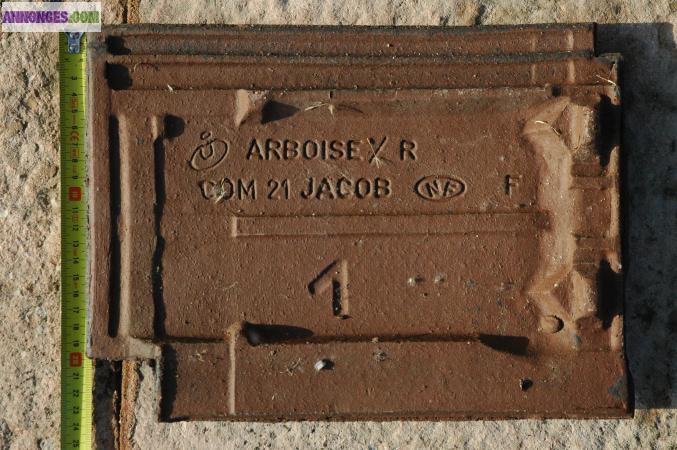 ANNONCES.COM
ARBOISE R
COM 21 JACOB NF F
1